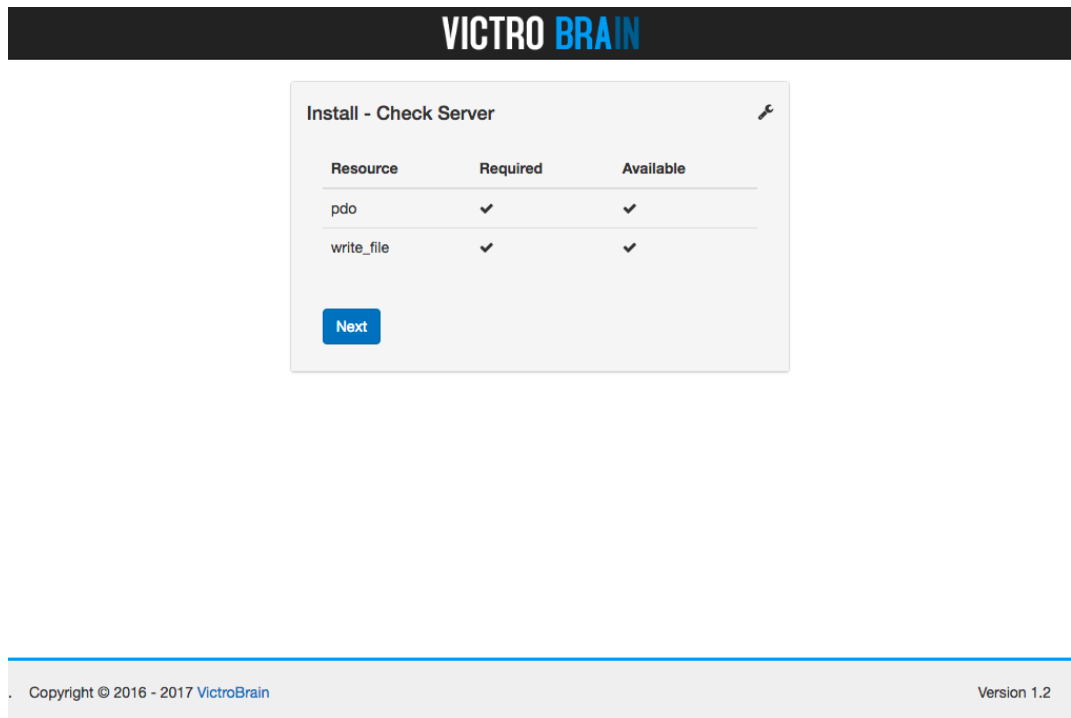 VICTRO BRAIN
Install - Check Server
Resource Required Available
pdo ✔ ✔
write_file ✔ ✔
Next
. Copyright © 2016 - 2017 VictroBrain Version 1.2